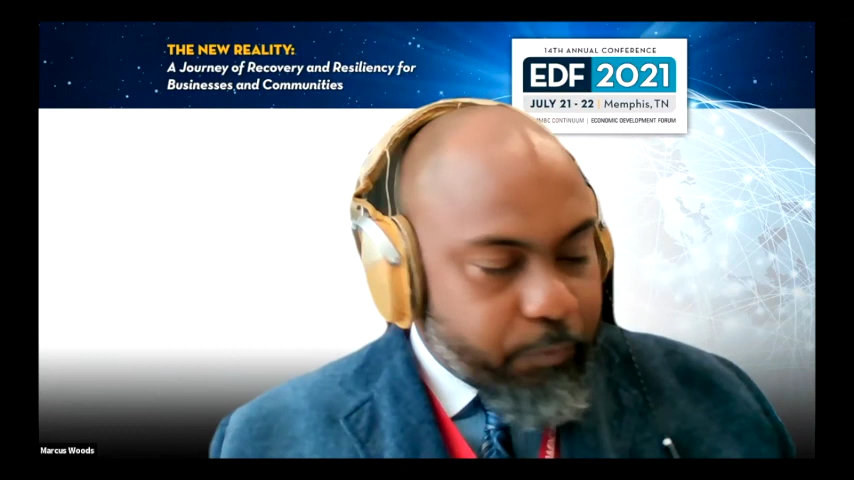 THE NEW REALITY:
A Journey of Recovery and Resiliency for
Businesses and Communities
14TH ANNUAL CONFERENCE
EDF 2021
JULY 21 - 22 | Memphis, TN
CONTINUUM | ECONOMIC DEVELOPMENT FORUM
Marcus Woods